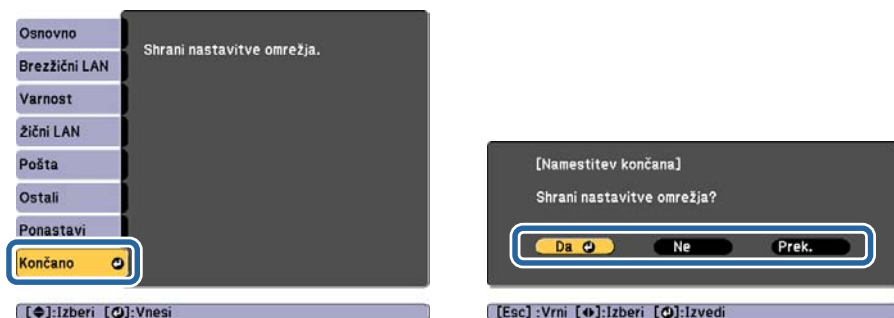 Osnovno
Brezžični LAN
Varnost
žični LAN
Pošta
Ostali
Ponastavi
Končano
Shrani nastavitve omrežja.
[]:Izberi []:Vnesi
[Namestitev končana]
Shrani nastavitve omrežja?
Da Ne Prek.
[Esc] :Vrni []:Izberi []:Izvedi